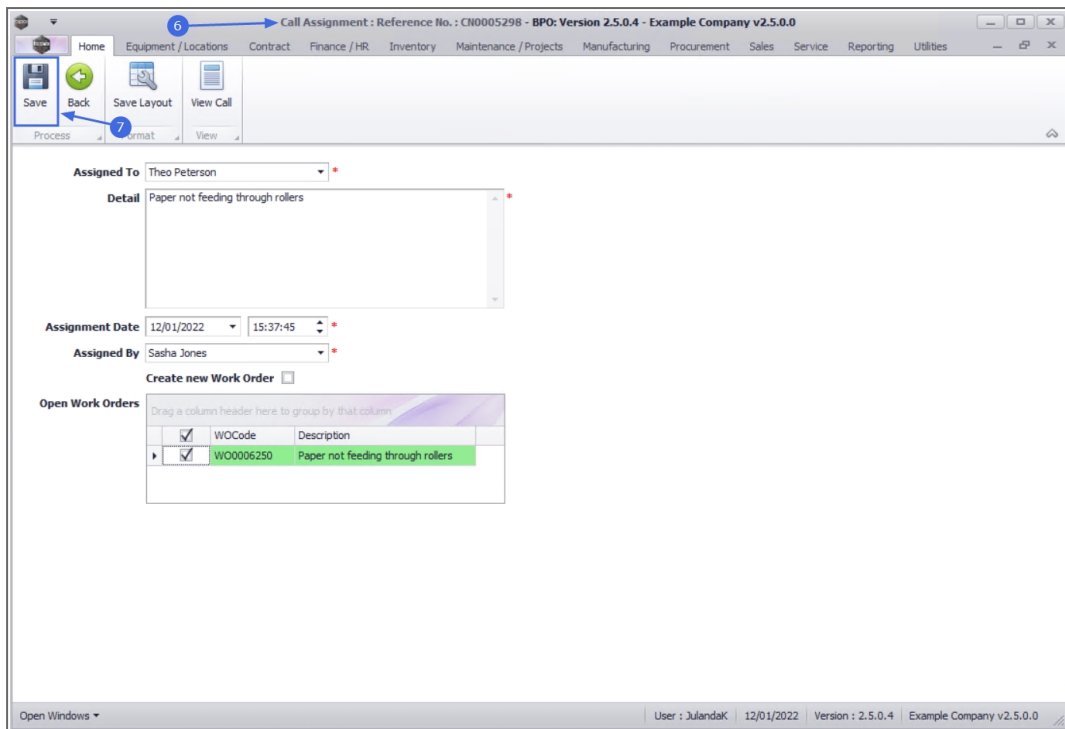 6
Call Assignment : Reference No. : CN0005298 - BPO: Version 2.5.0.4 - Example Company v2.5.0.0
Home Equipment / Locations Contract Finance / HR Inventory Maintenance / Projects Manufacturing Procurement Sales Service Reporting Utilities
Save Back Save Layout View Call
7
Process Format View
Assigned To Theo Peterson *
Detail Paper not feeding through rollers *
Assignment Date 12/01/2022 15:37:45 *
Assigned By Sasha Jones *
Create new Work Order
Open Work Orders
Drag a column header here to group by that column
WOCode Description
WO0006250 Paper not feeding through rollers
Open Windows User : JulandaK 12/01/2022 Version : 2.5.0.4 Example Company v2.5.0.0